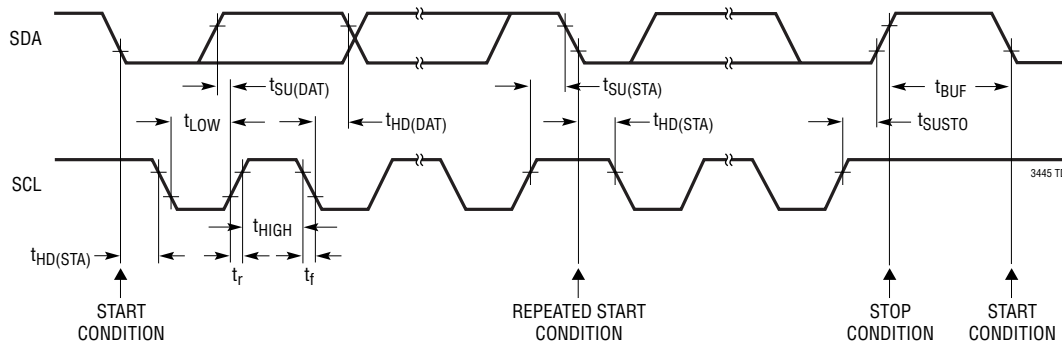 SDA
tSU(DAT)
tSU(STA)
tBUF
tLOW
tHD(DAT)
tHD(STA)
tSUSTO
SCL
3445 TD
tHIGH
tHD(STA)
tr
tf
START
CONDITION
REPEATED START
CONDITION
STOP
CONDITION
START
CONDITION